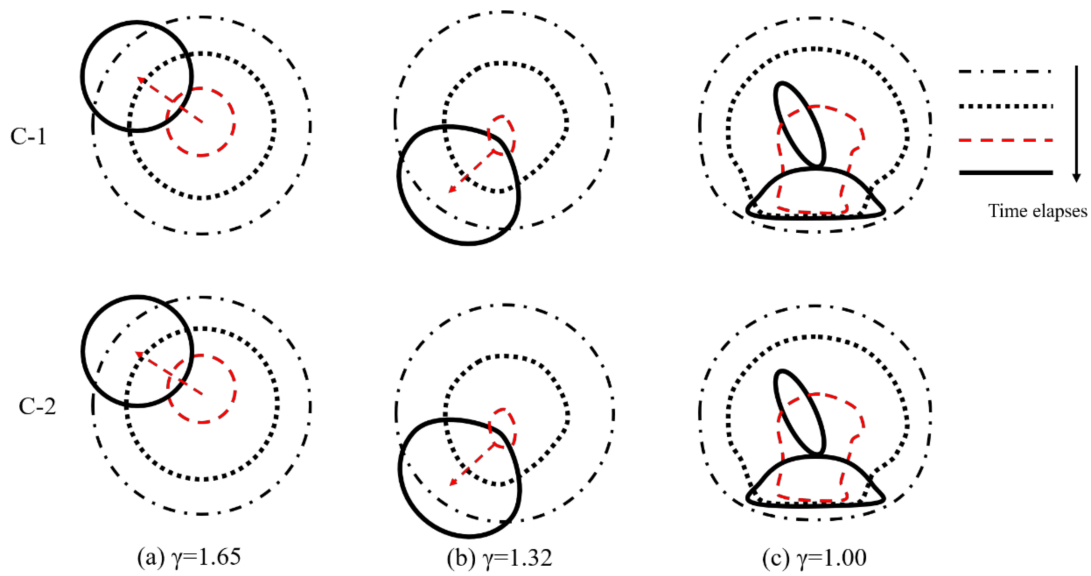 C-1
Time elapses
C-2
(a) γ=1.65
(b) γ=1.32
(c) γ=1.00